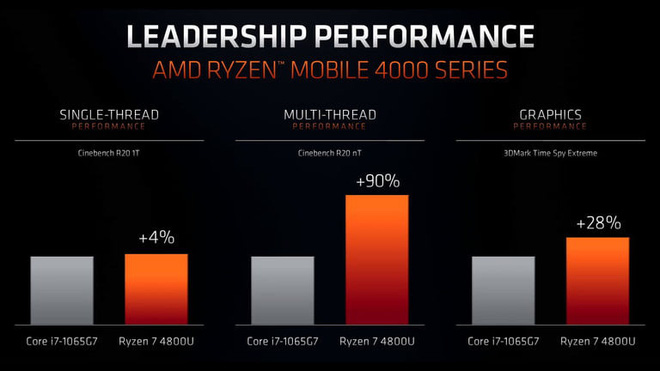 LEADERSHIP PERFORMANCE
AMD RYZEN™ MOBILE 4000 SERIES
SINGLE-THREAD
PERFORMANCE
Cinebench R20 1T
+4%
Core i7-1065G7
Ryzen 7 4800U
MULTI-THREAD
PERFORMANCE
Cinebench R20 nT
+90%
Core i7-1065G7
Ryzen 7 4800U
GRAPHICS
PERFORMANCE
3DMark Time Spy Extreme
+28%
Core i7-1065G7
Ryzen 7 4800U